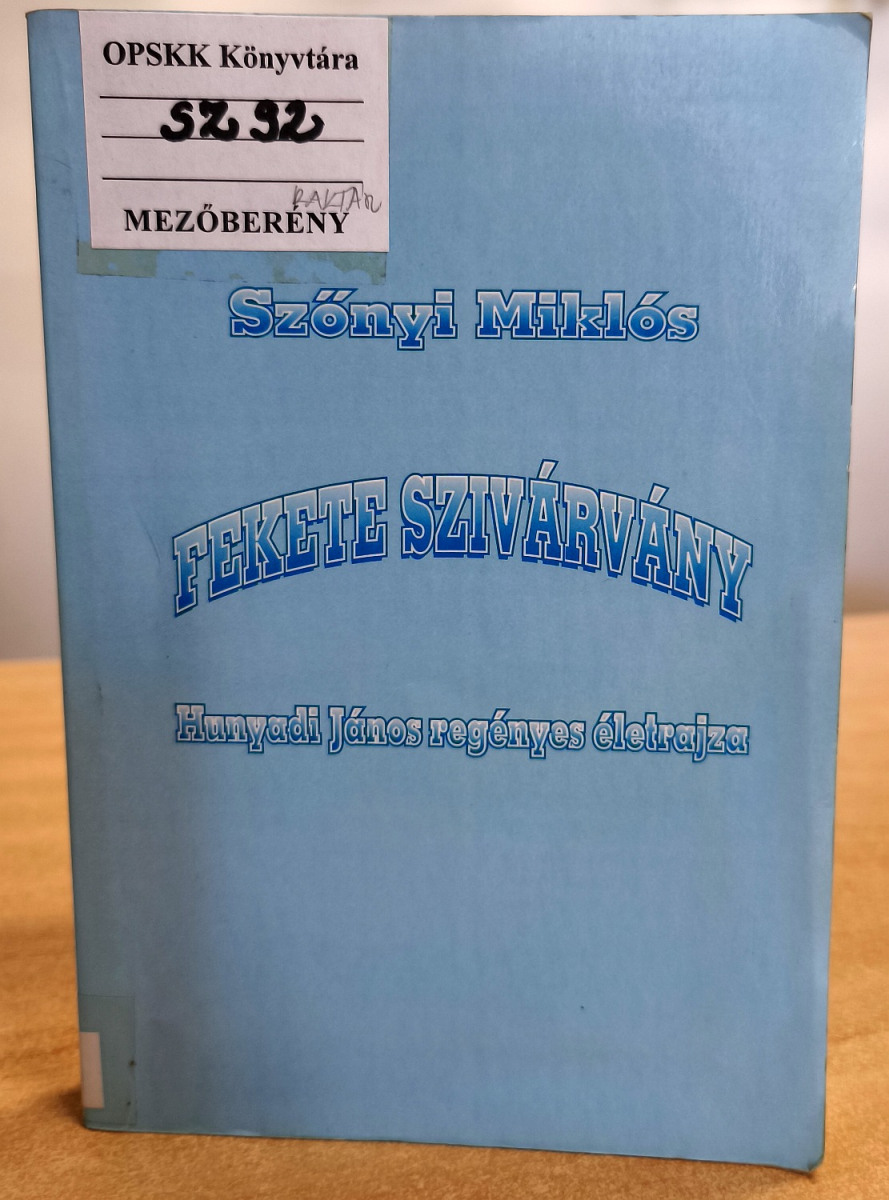 OPSKK Könyvtára
SZ 92
RAKTÁR
MEZŐBERÉNY
Szőnyi Miklós
FEKETE SZIVÁRVÁNY
Hunyadi János regényes életrajza